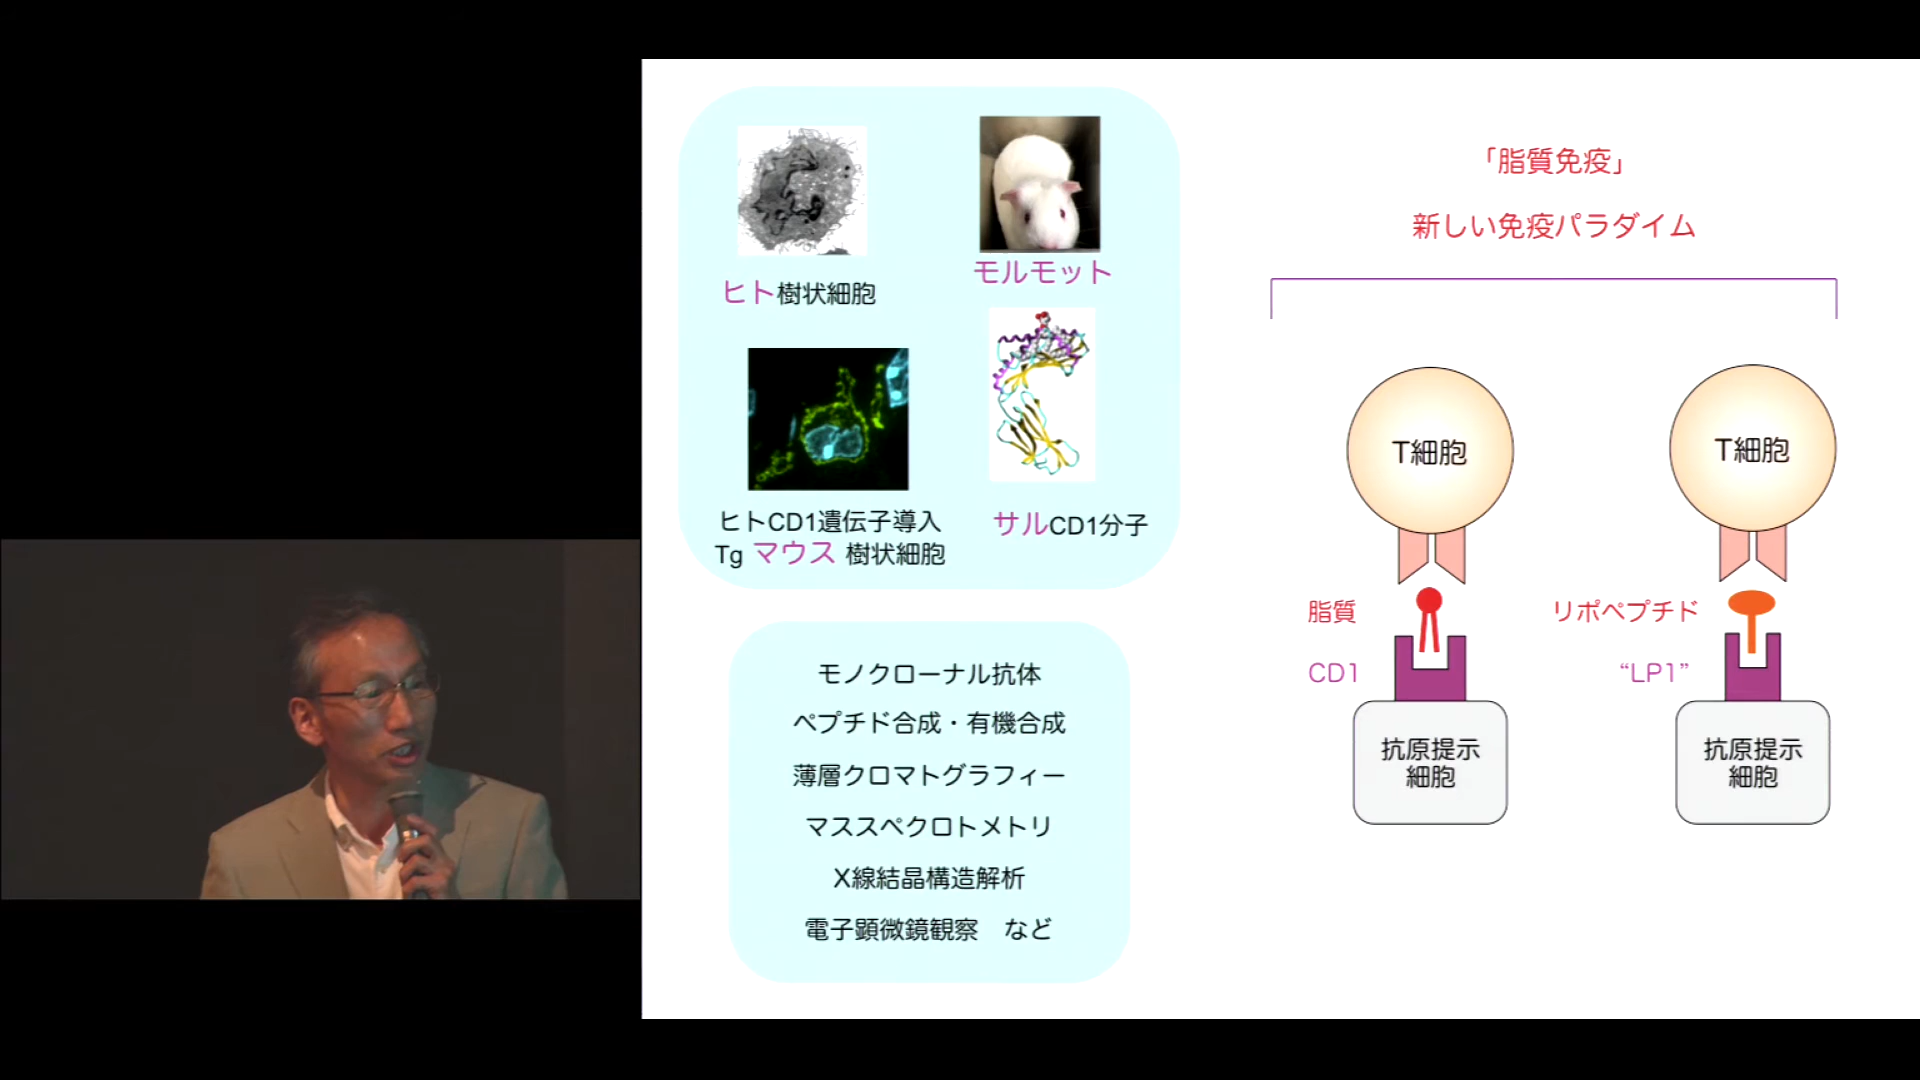 ヒト樹状細胞
モルモット
ヒトCD1遺伝子導入
Tg マウス 樹状細胞
サルCD1分子
モノクローナル抗体
ペプチド合成・有機合成
薄層クロマトグラフィー
マススペクロトメトリ
X線結晶構造解析
電子顕微鏡観察　など
「脂質免疫」
新しい免疫パラダイム
T細胞
T細胞
脂質
リポペプチド
CD1
“LP1”
抗原提示
細胞
抗原提示
細胞